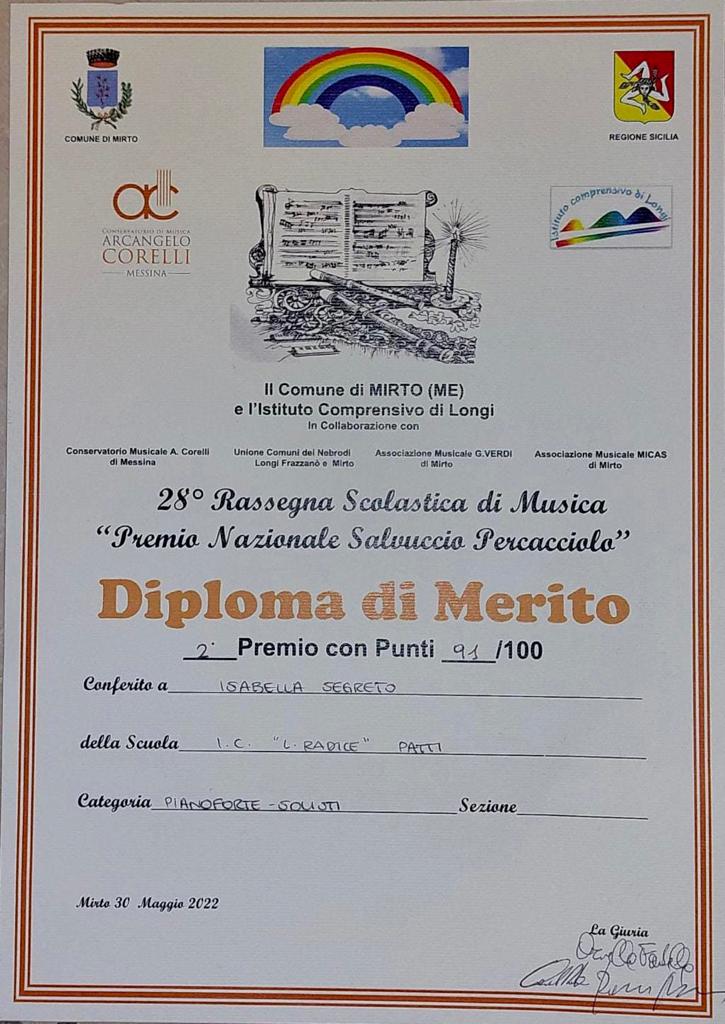 COMUNE DI MIRTO
REGIONE SICILIA
CONSERVATORIO DI MUSICA
ARCANGELO
CORELLI
MESSINA
Istituto comprensivo di Longi
Il Comune di MIRTO (ME)
e l'Istituto Comprensivo di Longi
In Collaborazione con
Conservatorio Musicale A. Corelli
di Messina
Unione Comuni dei Nebrodi
Longi Frazzanò e Mirto
Associazione Musicale G.VERDI
di Mirto
Associazione Musicale MICAS
di Mirto
28° Rassegna Scolastica di Musica
“Premio Nazionale Salvuccio Percacciolo”
Diploma di Merito
2° Premio con Punti 91 /100
Conferito a ISABELLA SEGRETO
della Scuola I.C. "L. RADICE" PATTI
Categoria PIANOFORTE - SOLISTI Sezione
Mirto 30 Maggio 2022
La Giuria